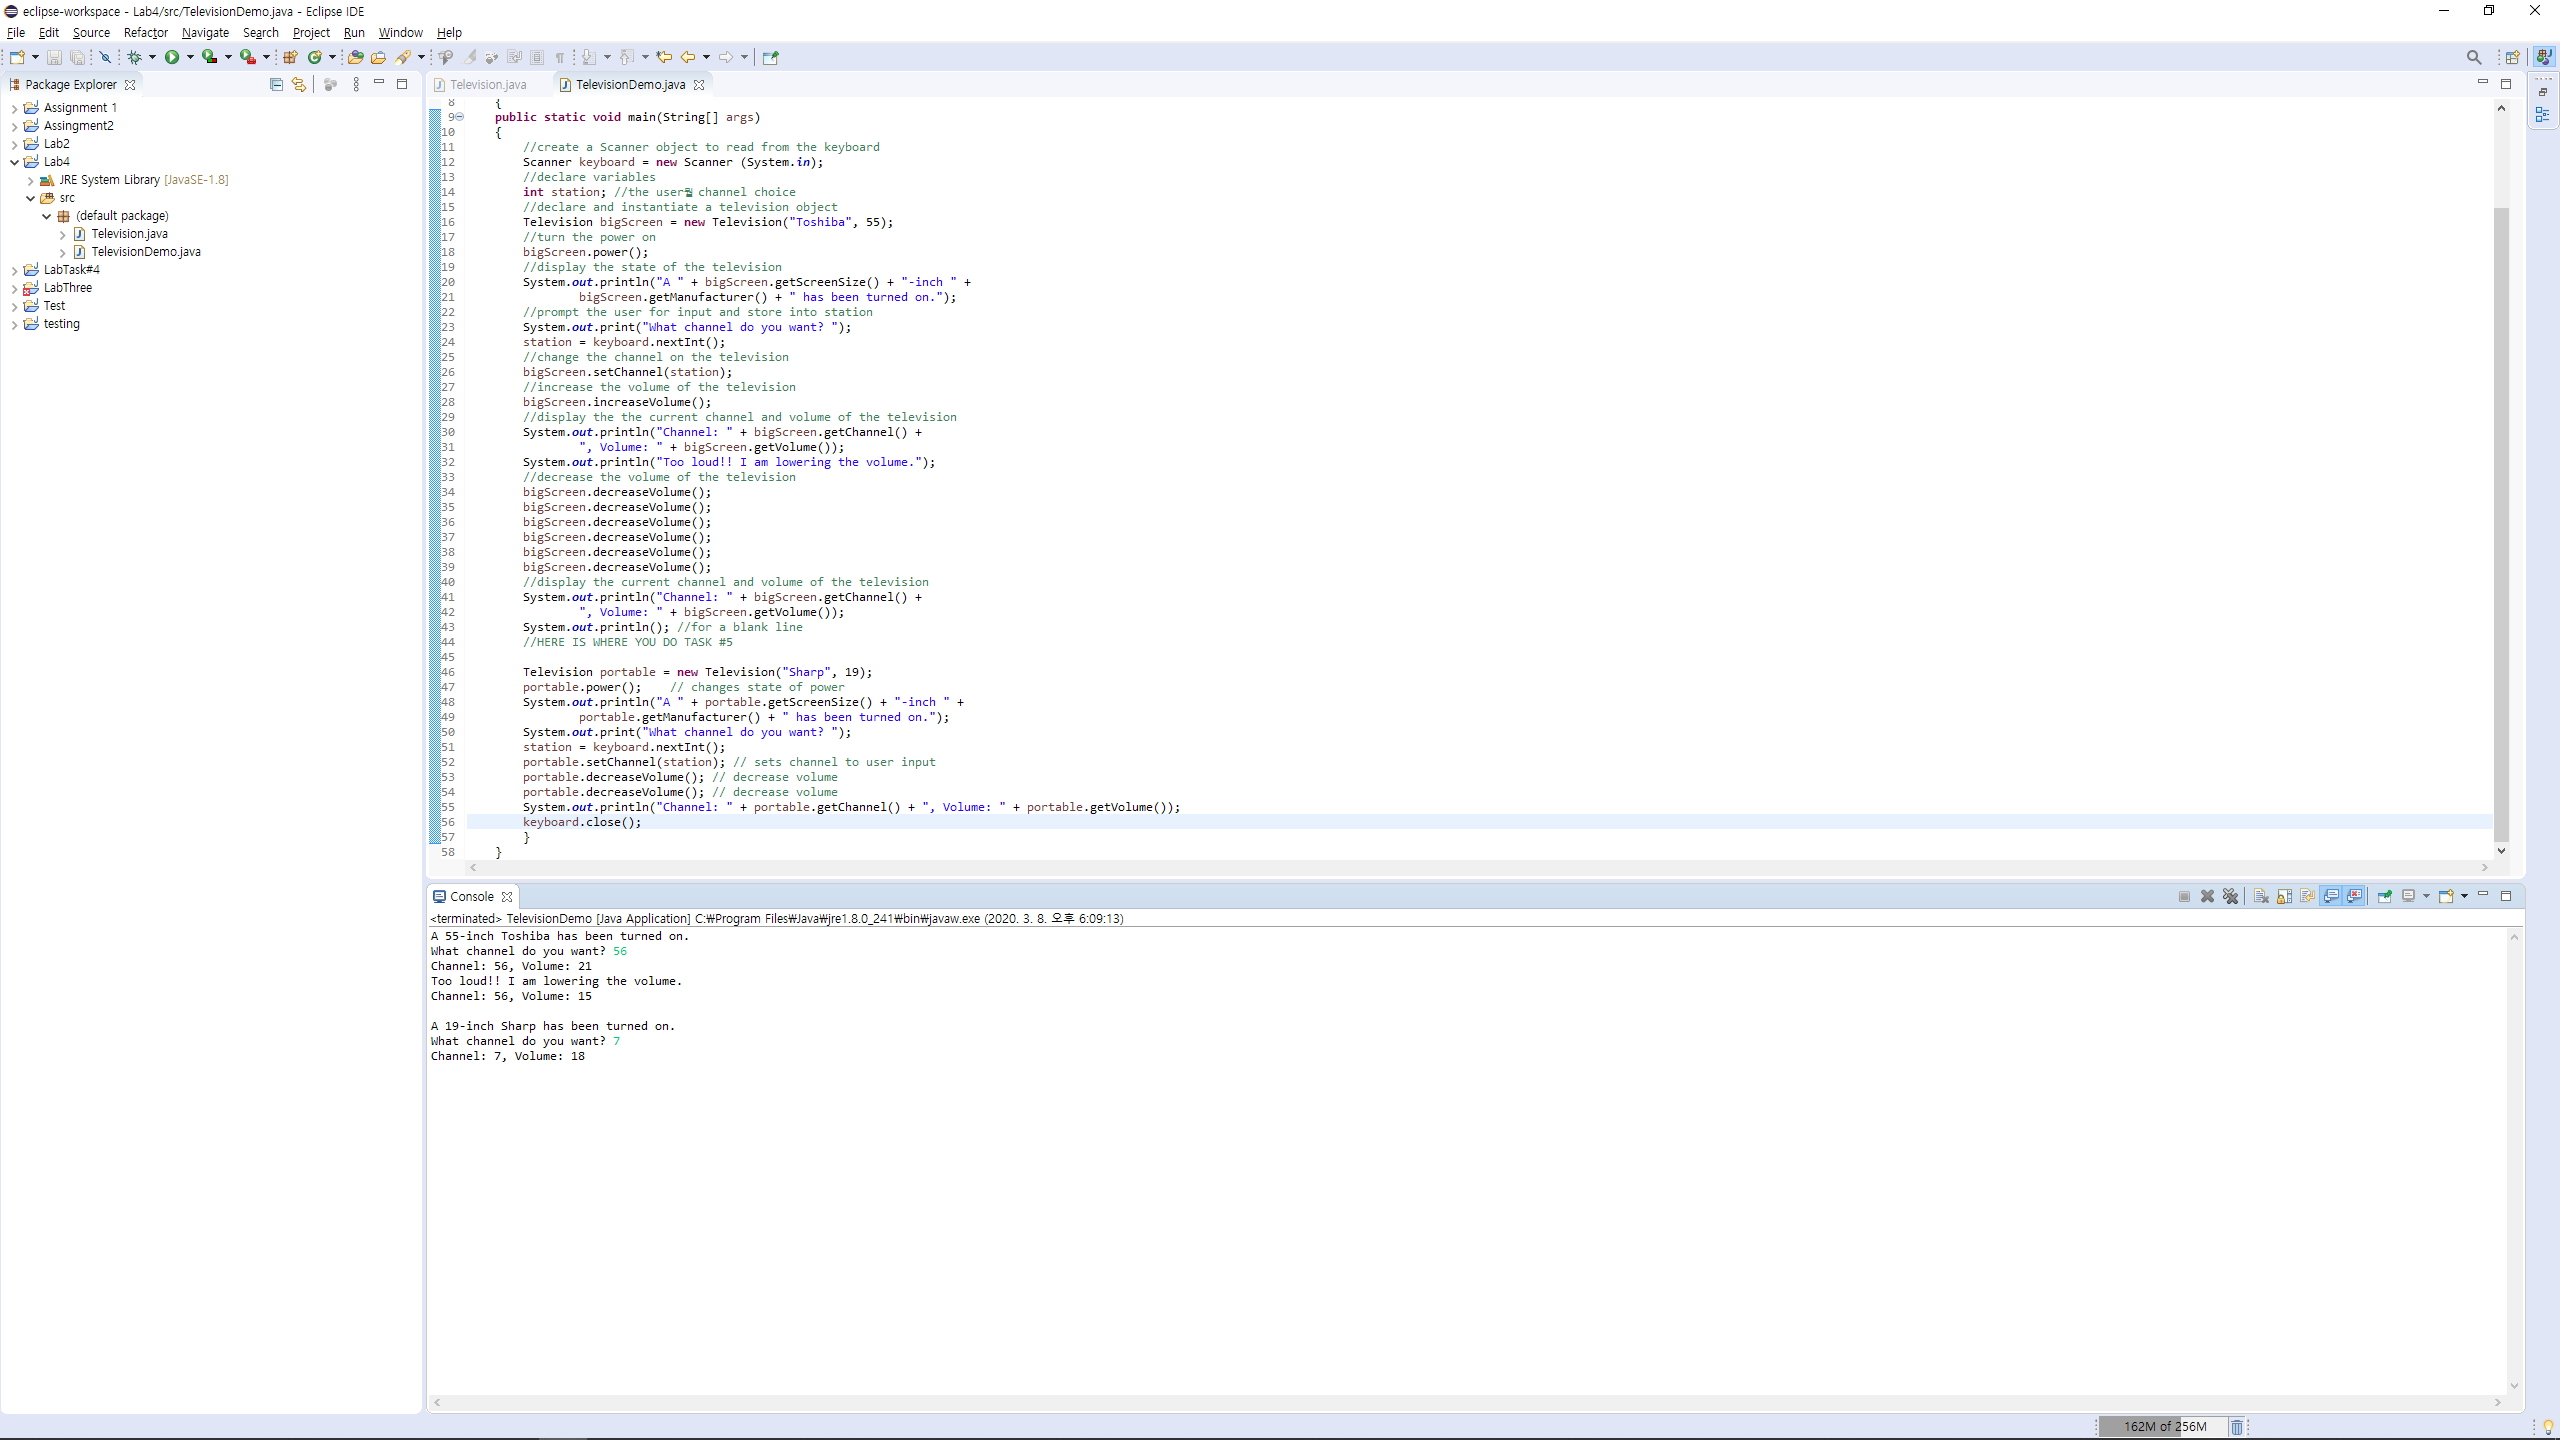 eclipse-workspace - Lab4/src/TelevisionDemo.java - Eclipse IDE
File Edit Source Refactor Navigate Search Project Run Window Help
Package Explorer
Assignment 1
Assingment2
Lab2
Lab4
JRE System Library [JavaSE-1.8]
src
(default package)
Television.java
TelevisionDemo.java
LabTask#4
LabThree
Test
testing
Television.java TelevisionDemo.java
8 {
9 public static void main(String[] args)
10 {
11 //create a Scanner object to read from the keyboard
12 Scanner keyboard = new Scanner (System.in);
13 //declare variables
14 int station; //the user channel choice
15 //declare and instantiate a television object
16 Television bigScreen = new Television("Toshiba", 55);
17 //turn the power on
18 bigScreen.power();
19 //display the state of the television
20 System.out.println("A " + bigScreen.getScreenSize() + "-inch " +
21 bigScreen.getManufacturer() + " has been turned on.");
22 //prompt the user for input and store into station
23 System.out.print("What channel do you want? ");
24 station = keyboard.nextInt();
25 //change the channel on the television
26 bigScreen.setChannel(station);
27 //increase the volume of the television
28 bigScreen.increaseVolume();
29 //display the the current channel and volume of the television
30 System.out.println("Channel: " + bigScreen.getChannel() +
31 ", Volume: " + bigScreen.getVolume());
32 System.out.println("Too loud!! I am lowering the volume.");
33 //decrease the volume of the television
34 bigScreen.decreaseVolume();
35 bigScreen.decreaseVolume();
36 bigScreen.decreaseVolume();
37 bigScreen.decreaseVolume();
38 bigScreen.decreaseVolume();
39 bigScreen.decreaseVolume();
40 //display the current channel and volume of the television
41 System.out.println("Channel: " + bigScreen.getChannel() +
42 ", Volume: " + bigScreen.getVolume());
43 System.out.println(); //for a blank line
44 //HERE IS WHERE YOU DO TASK #5
45
46 Television portable = new Television("Sharp", 19);
47 portable.power(); // changes state of power
48 System.out.println("A " + portable.getScreenSize() + "-inch " +
49 portable.getManufacturer() + " has been turned on.");
50 System.out.print("What channel do you want? ");
51 station = keyboard.nextInt();
52 portable.setChannel(station); // sets channel to user input
53 portable.decreaseVolume(); // decrease volume
54 portable.decreaseVolume(); // decrease volume
55 System.out.println("Channel: " + portable.getChannel() + ", Volume: " + portable.getVolume());
56 keyboard.close();
57 }
58 }
Console
<terminated> TelevisionDemo [Java Application] C:₩Program Files₩Java₩jre1.8.0_241₩bin₩javaw.exe (2020. 3. 8. 오후 6:09:13)
A 55-inch Toshiba has been turned on.
What channel do you want? 56
Channel: 56, Volume: 21
Too loud!! I am lowering the volume.
Channel: 56, Volume: 15
A 19-inch Sharp has been turned on.
What channel do you want? 7
Channel: 7, Volume: 18
162M of 256M